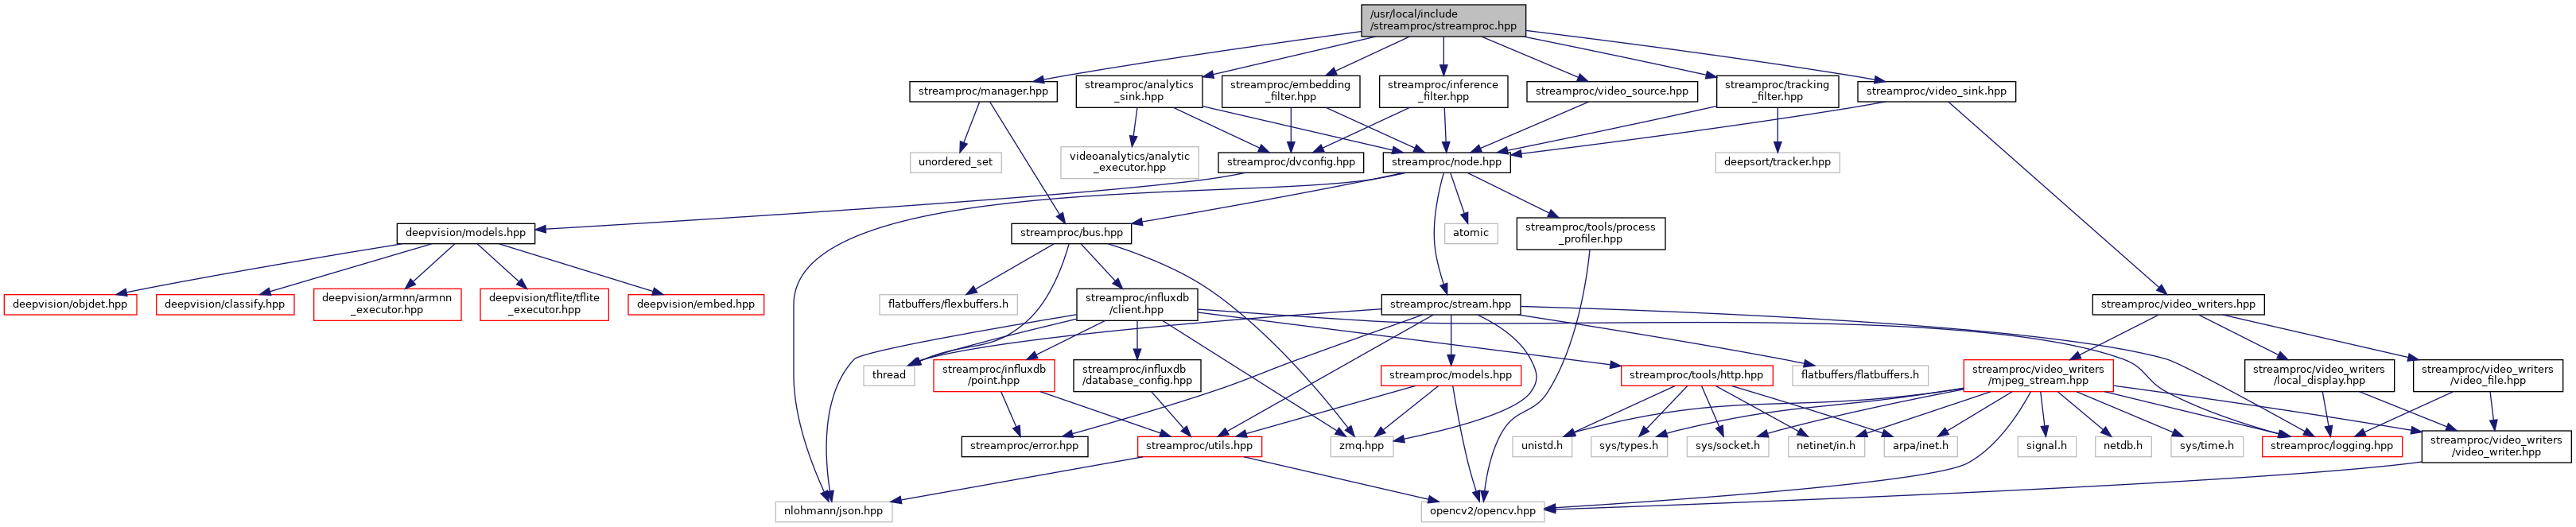 /usr/local/include
/streamproc/streamproc.hpp
streamproc/manager.hpp
streamproc/analytics
_sink.hpp
streamproc/embedding
_filter.hpp
streamproc/inference
_filter.hpp
streamproc/video_source.hpp
streamproc/tracking
_filter.hpp
streamproc/video_sink.hpp
unordered_set
videoanalytics/analytic
_executor.hpp
streamproc/dvconfig.hpp
streamproc/node.hpp
deepsort/tracker.hpp
deepvision/models.hpp
streamproc/bus.hpp
atomic
streamproc/tools/process
_profiler.hpp
deepvision/objdet.hpp
deepvision/classify.hpp
deepvision/armnn/armnn
_executor.hpp
deepvision/tflite/tflite
_executor.hpp
deepvision/embed.hpp
flatbuffers/flexbuffers.h
streamproc/influxdb
/client.hpp
streamproc/stream.hpp
streamproc/video_writers.hpp
thread
streamproc/influxdb
/point.hpp
streamproc/influxdb
/database_config.hpp
streamproc/models.hpp
streamproc/tools/http.hpp
flatbuffers/flatbuffers.h
streamproc/video_writers
/mjpeg_stream.hpp
streamproc/video_writers
/local_display.hpp
streamproc/video_writers
/video_file.hpp
streamproc/error.hpp
streamproc/utils.hpp
zmq.hpp
unistd.h
sys/types.h
sys/socket.h
netinet/in.h
arpa/inet.h
signal.h
netdb.h
sys/time.h
streamproc/logging.hpp
streamproc/video_writers
/video_writer.hpp
nlohmann/json.hpp
opencv2/opencv.hpp